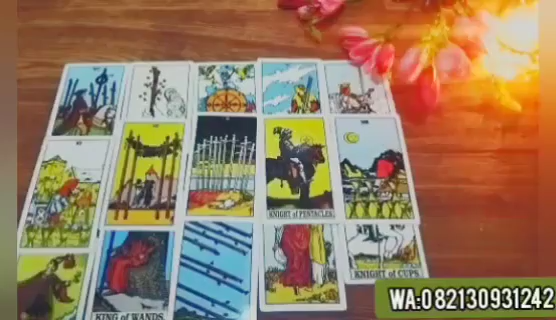 KNIGHT of PENTACLES.
KING of WANDS.
KNIGHT of CUPS.
WA:082130931242